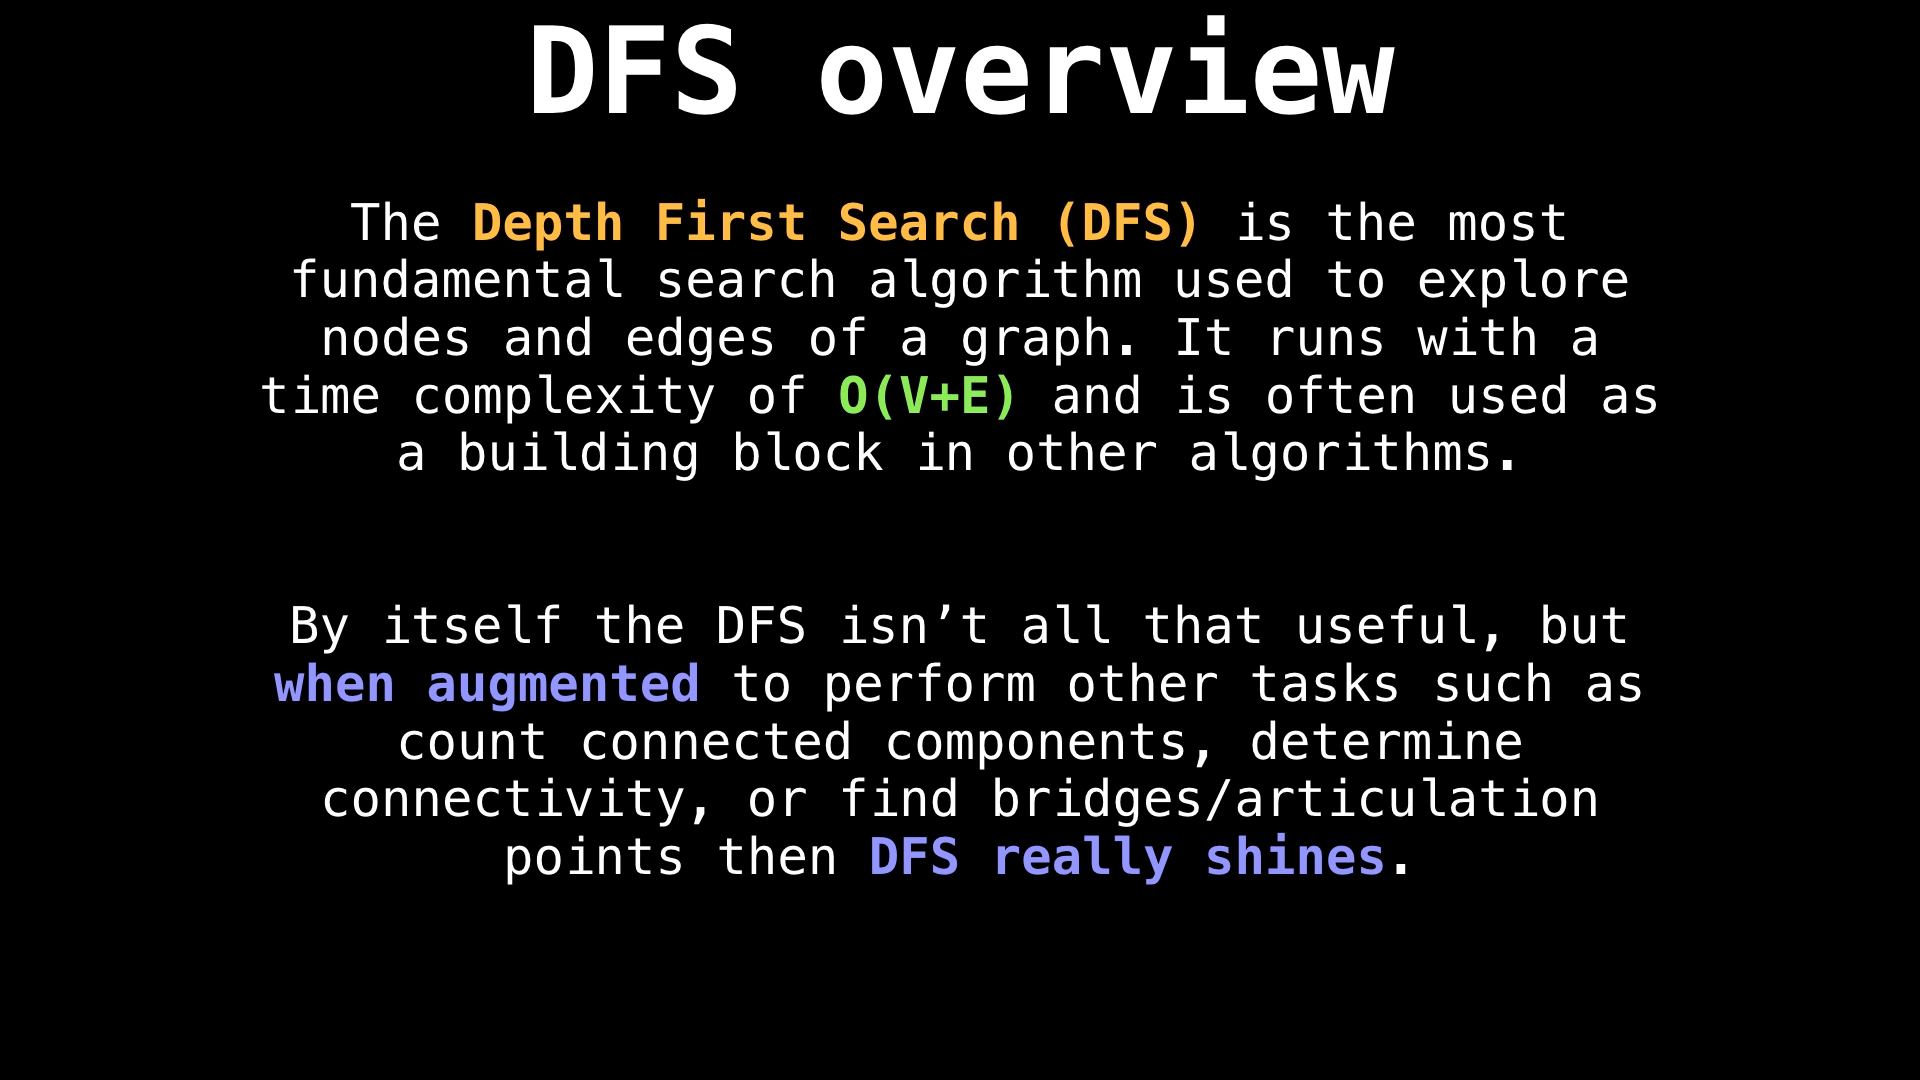 DFS overview
The Depth First Search (DFS) is the most
fundamental search algorithm used to explore
nodes and edges of a graph. It runs with a
time complexity of O(V+E) and is often used as
a building block in other algorithms.
By itself the DFS isn’t all that useful, but
when augmented to perform other tasks such as
count connected components, determine
connectivity, or find bridges/articulation
points then DFS really shines.